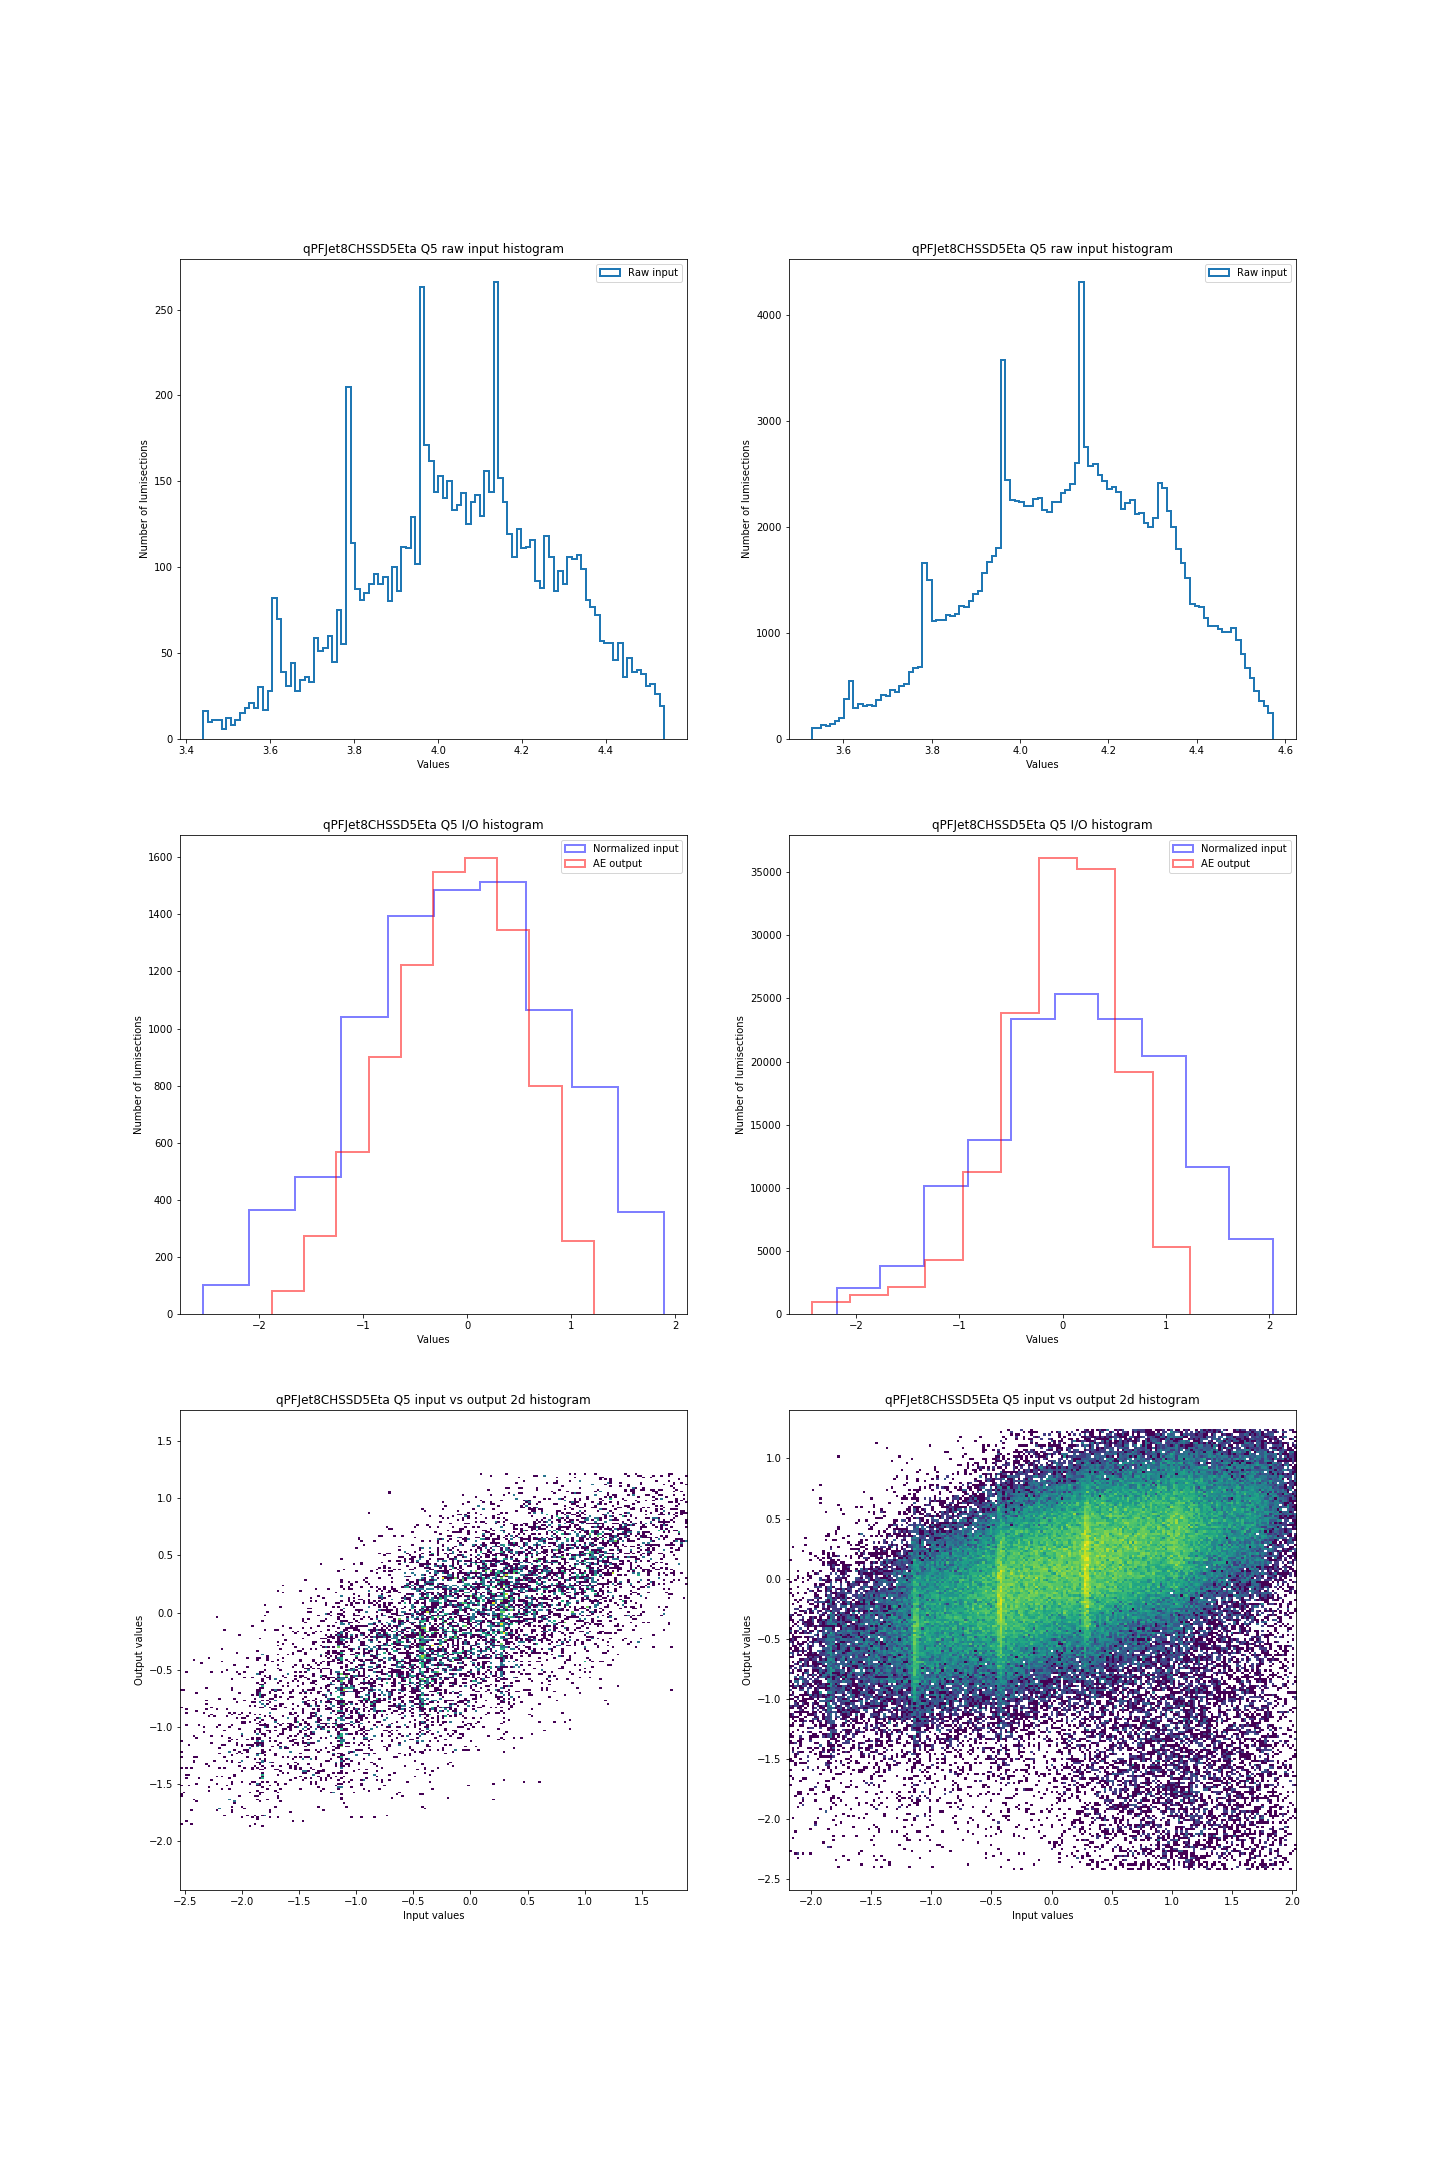 qPFJet8CHSSD5Eta Q5 raw input histogram
Raw input
Number of lumisections
250
200
150
100
50
0
3.4 3.6 3.8 4.0 4.2 4.4
Values
qPFJet8CHSSD5Eta Q5 raw input histogram
Raw input
Number of lumisections
4000
3000
2000
1000
0
3.6 3.8 4.0 4.2 4.4 4.6
Values
qPFJet8CHSSD5Eta Q5 I/O histogram
Normalized input
AE output
Number of lumisections
1600
1400
1200
1000
800
600
400
200
0
−2 −1 0 1 2
Values
qPFJet8CHSSD5Eta Q5 I/O histogram
Normalized input
AE output
Number of lumisections
35000
30000
25000
20000
15000
10000
5000
0
−2 −1 0 1 2
Values
qPFJet8CHSSD5Eta Q5 input vs output 2d histogram
Output values
1.5
1.0
0.5
0.0
−0.5
−1.0
−1.5
−2.0
−2.5 −2.0 −1.5 −1.0 −0.5 0.0 0.5 1.0 1.5
Input values
qPFJet8CHSSD5Eta Q5 input vs output 2d histogram
Output values
1.0
0.5
0.0
−0.5
−1.0
−1.5
−2.0
−2.5
−2.0 −1.5 −1.0 −0.5 0.0 0.5 1.0 1.5 2.0
Input values